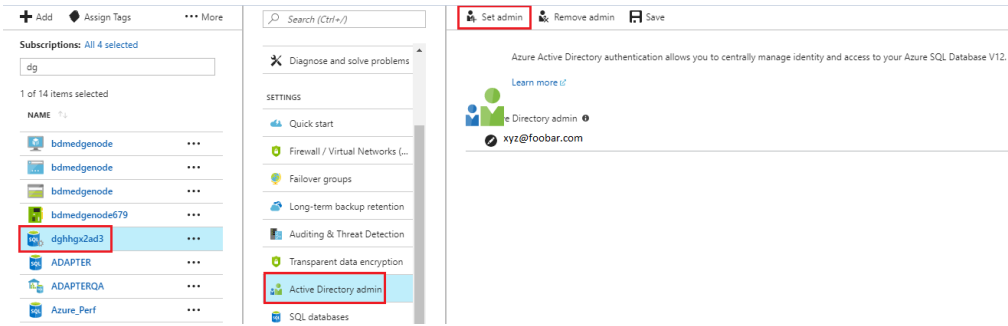 Add Assign Tags ••• More
Subscriptions: All 4 selected
dg
1 of 14 items selected
NAME
bdmedgenode •••
bdmedgenode •••
bdmedgenode •••
bdmedgenode679 •••
SQL dghhgx2ad3 •••
SQL ADAPTER •••
ADAPTERQA •••
SQL Azure_Perf •••
Search (Ctrl+/)
Diagnose and solve problems
SETTINGS
Quick start
Firewall / Virtual Networks (...
Failover groups
Long-term backup retention
Auditing & Threat Detection
Transparent data encryption
Active Directory admin
SQL databases
Set admin Remove admin Save
Azure Active Directory authentication allows you to centrally manage identity and access to your Azure SQL Database V12.
Learn more
e Directory admin
xyz@foobar.com